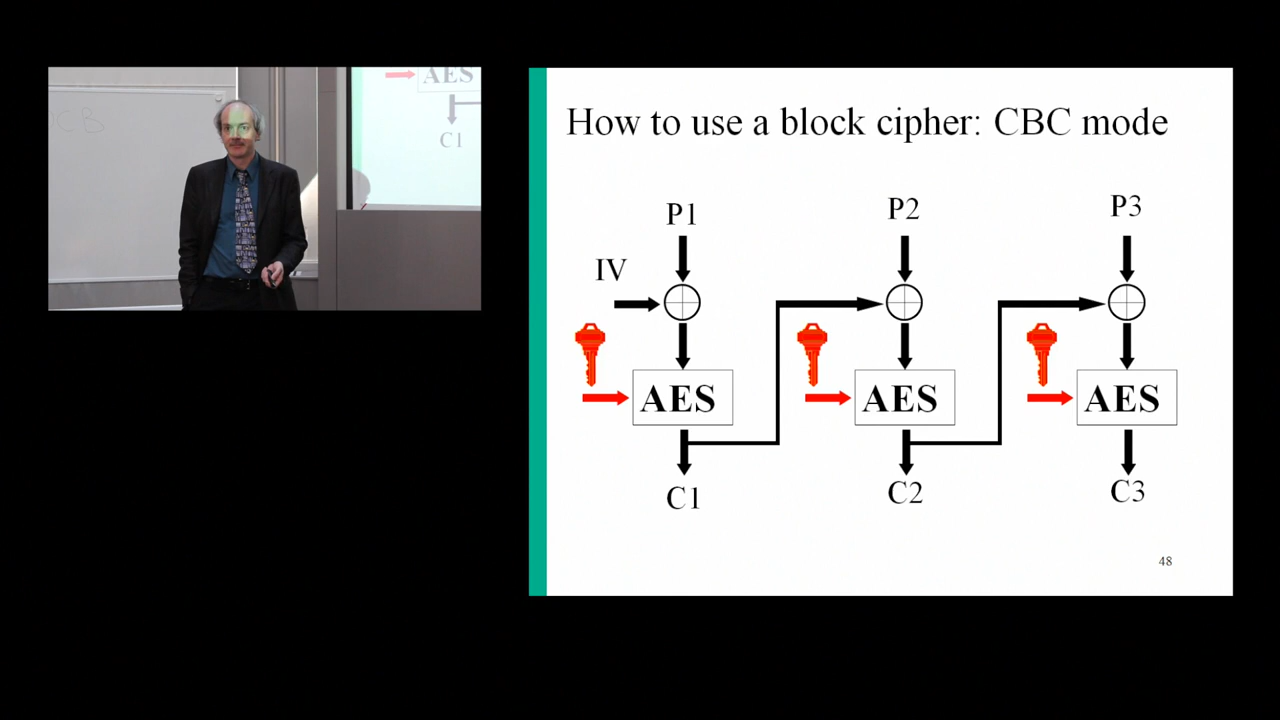 AES
C1
How to use a block cipher: CBC mode
P1 P2 P3
IV
AES AES AES
C1 C2 C3
48